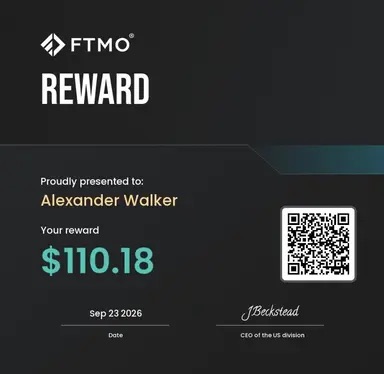 FTMO®
REWARD
Proudly presented to:
Alexander Walker
Your reward
$110.18
Sep 23 2026
Date
JBeckstead
CEO of the US division